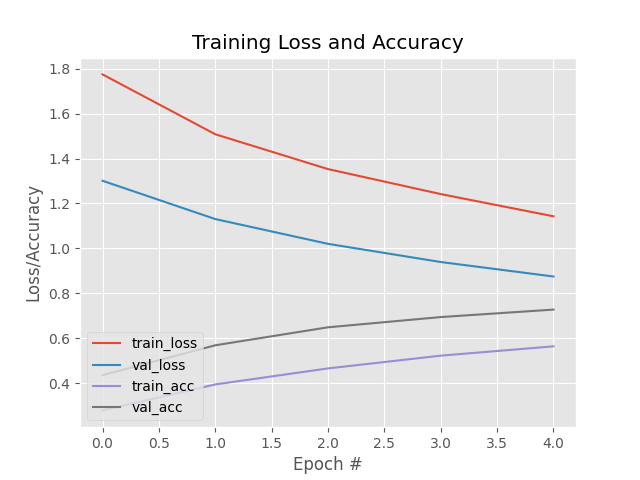 Training Loss and Accuracy
Loss/Accuracy
1.8
1.6
1.4
1.2
1.0
0.8
0.6
0.4
train_loss
val_loss
train_acc
val_acc
0.0 0.5 1.0 1.5 2.0 2.5 3.0 3.5 4.0
Epoch #